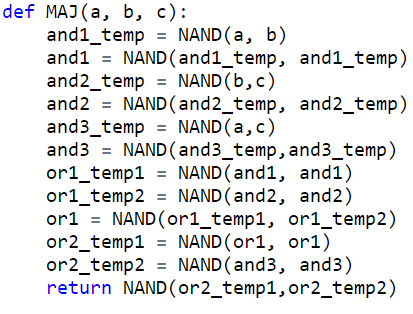 def MAJ(a, b, c):
    and1_temp = NAND(a, b)
    and1 = NAND(and1_temp, and1_temp)
    and2_temp = NAND(b,c)
    and2 = NAND(and2_temp, and2_temp)
    and3_temp = NAND(a,c)
    and3 = NAND(and3_temp,and3_temp)
    or1_temp1 = NAND(and1, and1)
    or1_temp2 = NAND(and2, and2)
    or1 = NAND(or1_temp1, or1_temp2)
    or2_temp1 = NAND(or1, or1)
    or2_temp2 = NAND(and3, and3)
    return NAND(or2_temp1,or2_temp2)